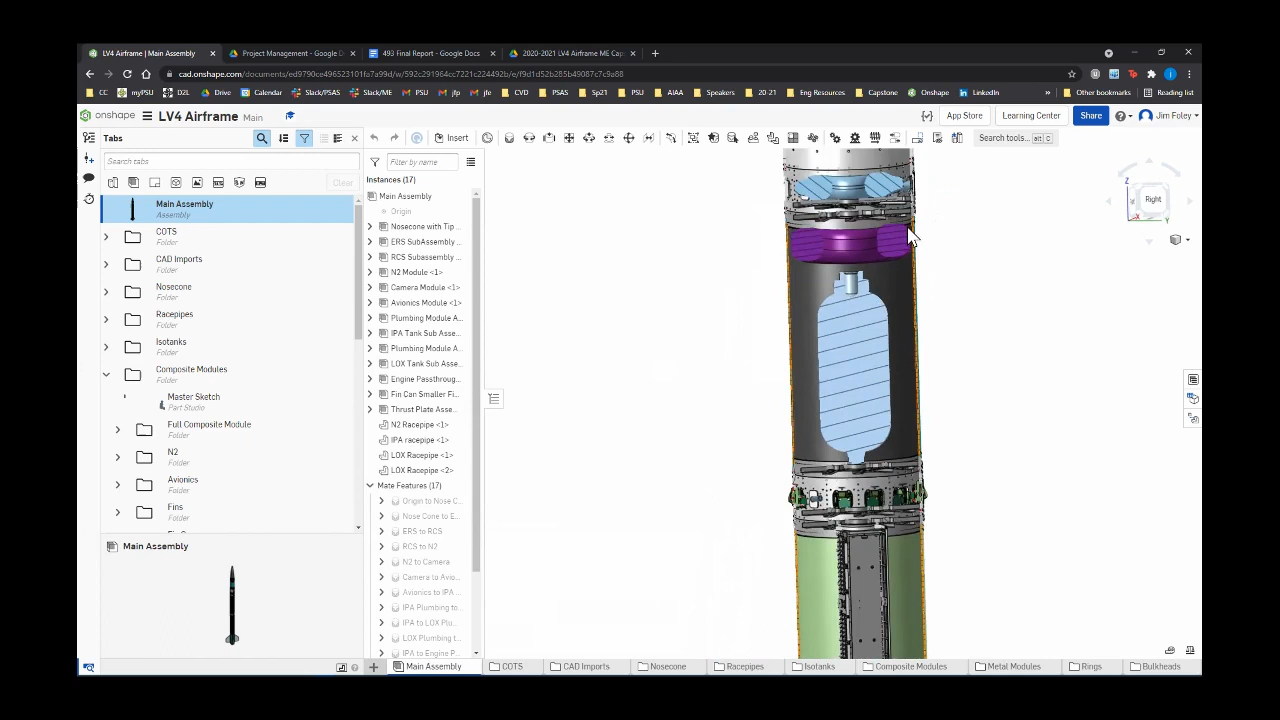 LV4 Airframe | Main Assembly
Project Management - Google D
493 Final Report - Google Docs
2020-2021 LV4 Airframe ME Cap
cad.onshape.com/documents/ed9790ce496523101fa7a99d/w/592c291964cc7221c224492b/e/f9d1d52b285b49087c7c9a88
CC
myPSU
D2L
Drive
Calendar
Slack/PSAS
Slack/ME
PSU
jfp
jfe
CVD
PSAS
Sp21
PSU
AIAA
Speakers
20-21
Eng Resources
Capstone
Onshape
LinkedIn
»
Other bookmarks
Reading list
onshape
LV4 Airframe
Main
App Store
Learning Center
Share
Jim Foley
Tabs
Insert
Search tools...
alt C
Search tabs
Clear
Main Assembly
Assembly
COTS
Folder
CAD Imports
Folder
Nosecone
Folder
Racepipes
Folder
Isotanks
Folder
Composite Modules
Folder
Master Sketch
Part Studio
Full Composite Module
Folder
N2
Folder
Avionics
Folder
Fins
Folder
Main Assembly
Filter by name
Instances (17)
Main Assembly
Origin
Nosecone with Tip...
ERS SubAssembly ...
RCS Subassembly ...
N2 Module <1>
Camera Module <1>
Avionics Module <1>
Plumbing Module A...
IPA Tank Sub Asse...
Plumbing Module A...
LOX Tank Sub Asse...
Engine Passthroug...
Fin Can Smaller Fi...
Thrust Plate Asse...
N2 Racepipe <1>
IPA racepipe <1>
LOX Racepipe <1>
LOX Racepipe <2>
Mate Features (17)
Origin to Nose C...
Nose Cone to E...
ERS to RCS
RCS to N2
N2 to Camera
Camera to Avio...
Avionics to IPA ...
IPA Plumbing to...
IPA to LOX Plu...
LOX Plumbing t...
IPA to Engine P...
Z
Right
X
Y
Main Assembly
COTS
CAD Imports
Nosecone
Racepipes
Isotanks
Composite Modules
Metal Modules
Rings
Bulkheads